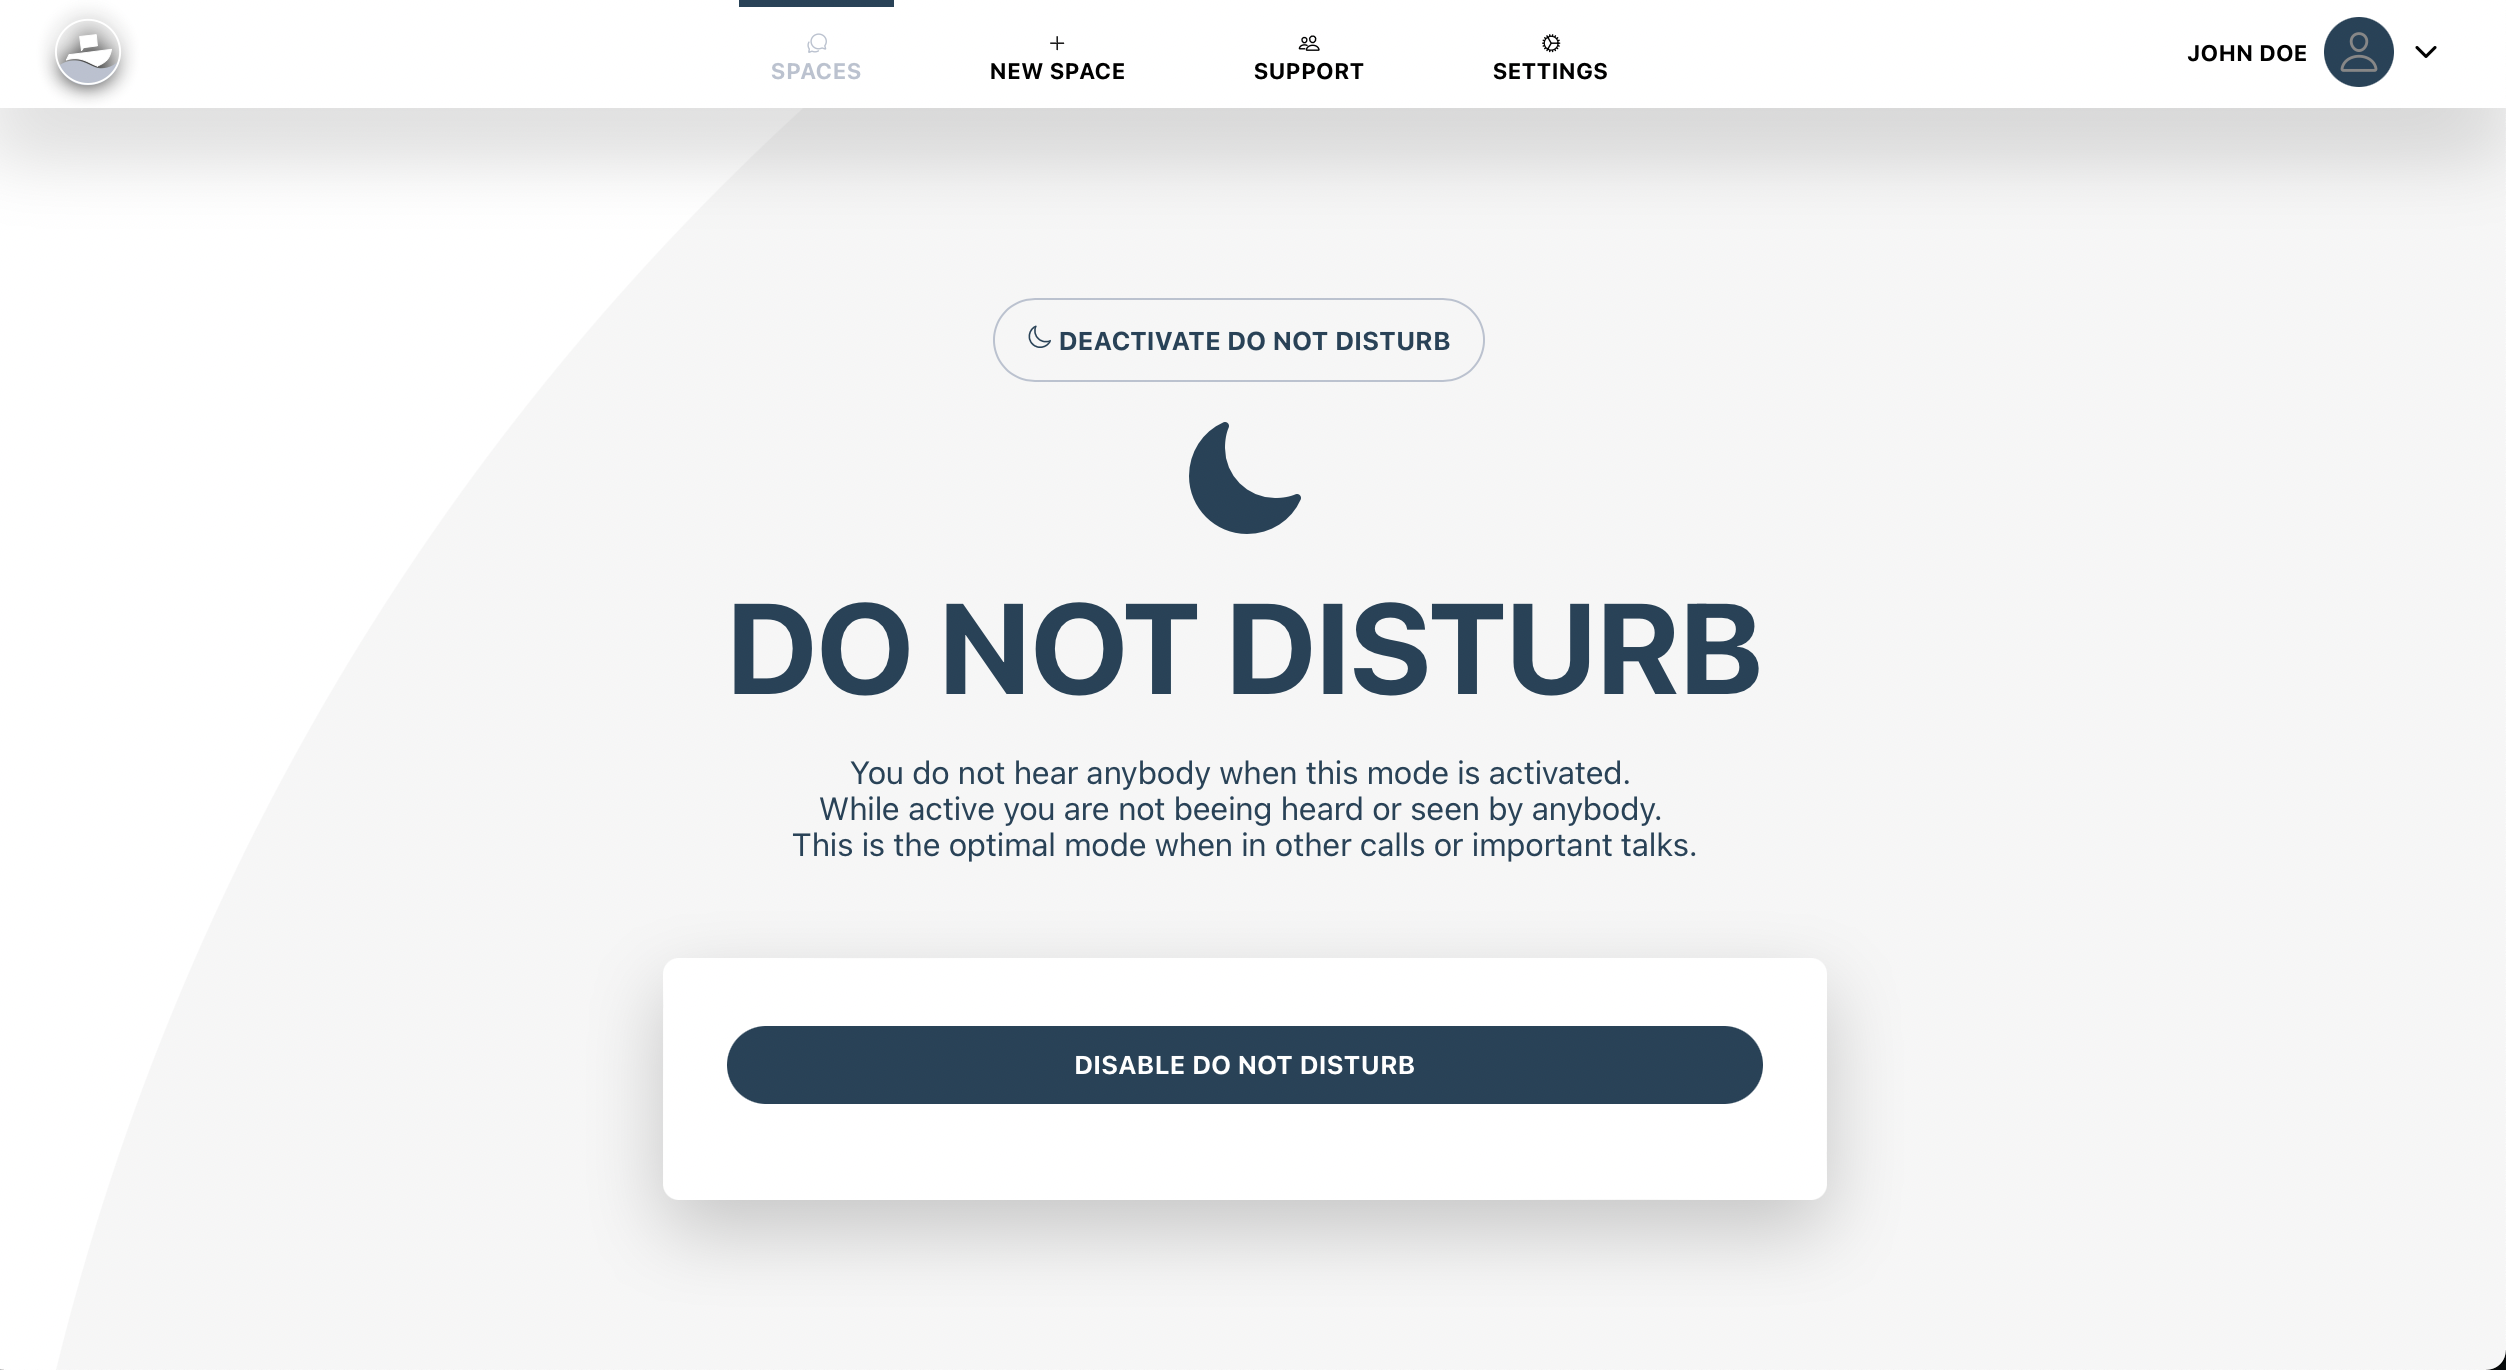 SPACES
NEW SPACE
SUPPORT
SETTINGS
JOHN DOE
DEACTIVATE DO NOT DISTURB
DO NOT DISTURB
You do not hear anybody when this mode is activated.
While active you are not beeing heard or seen by anybody.
This is the optimal mode when in other calls or important talks.
DISABLE DO NOT DISTURB